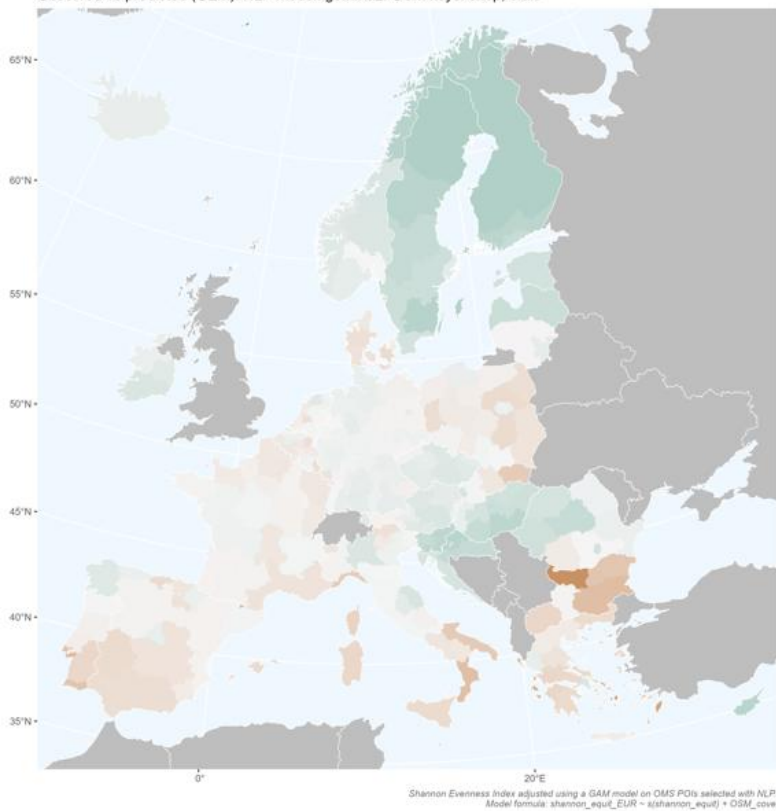 65°N
60°N
55°N
50°N
45°N
40°N
35°N
0°
20°E
Shannon Evenness Index adjusted using a GAM model on OMS POIs selected with NLP
Model formula: shannon_equit_EUR ~ s(shannon_equit) + OSM_cove